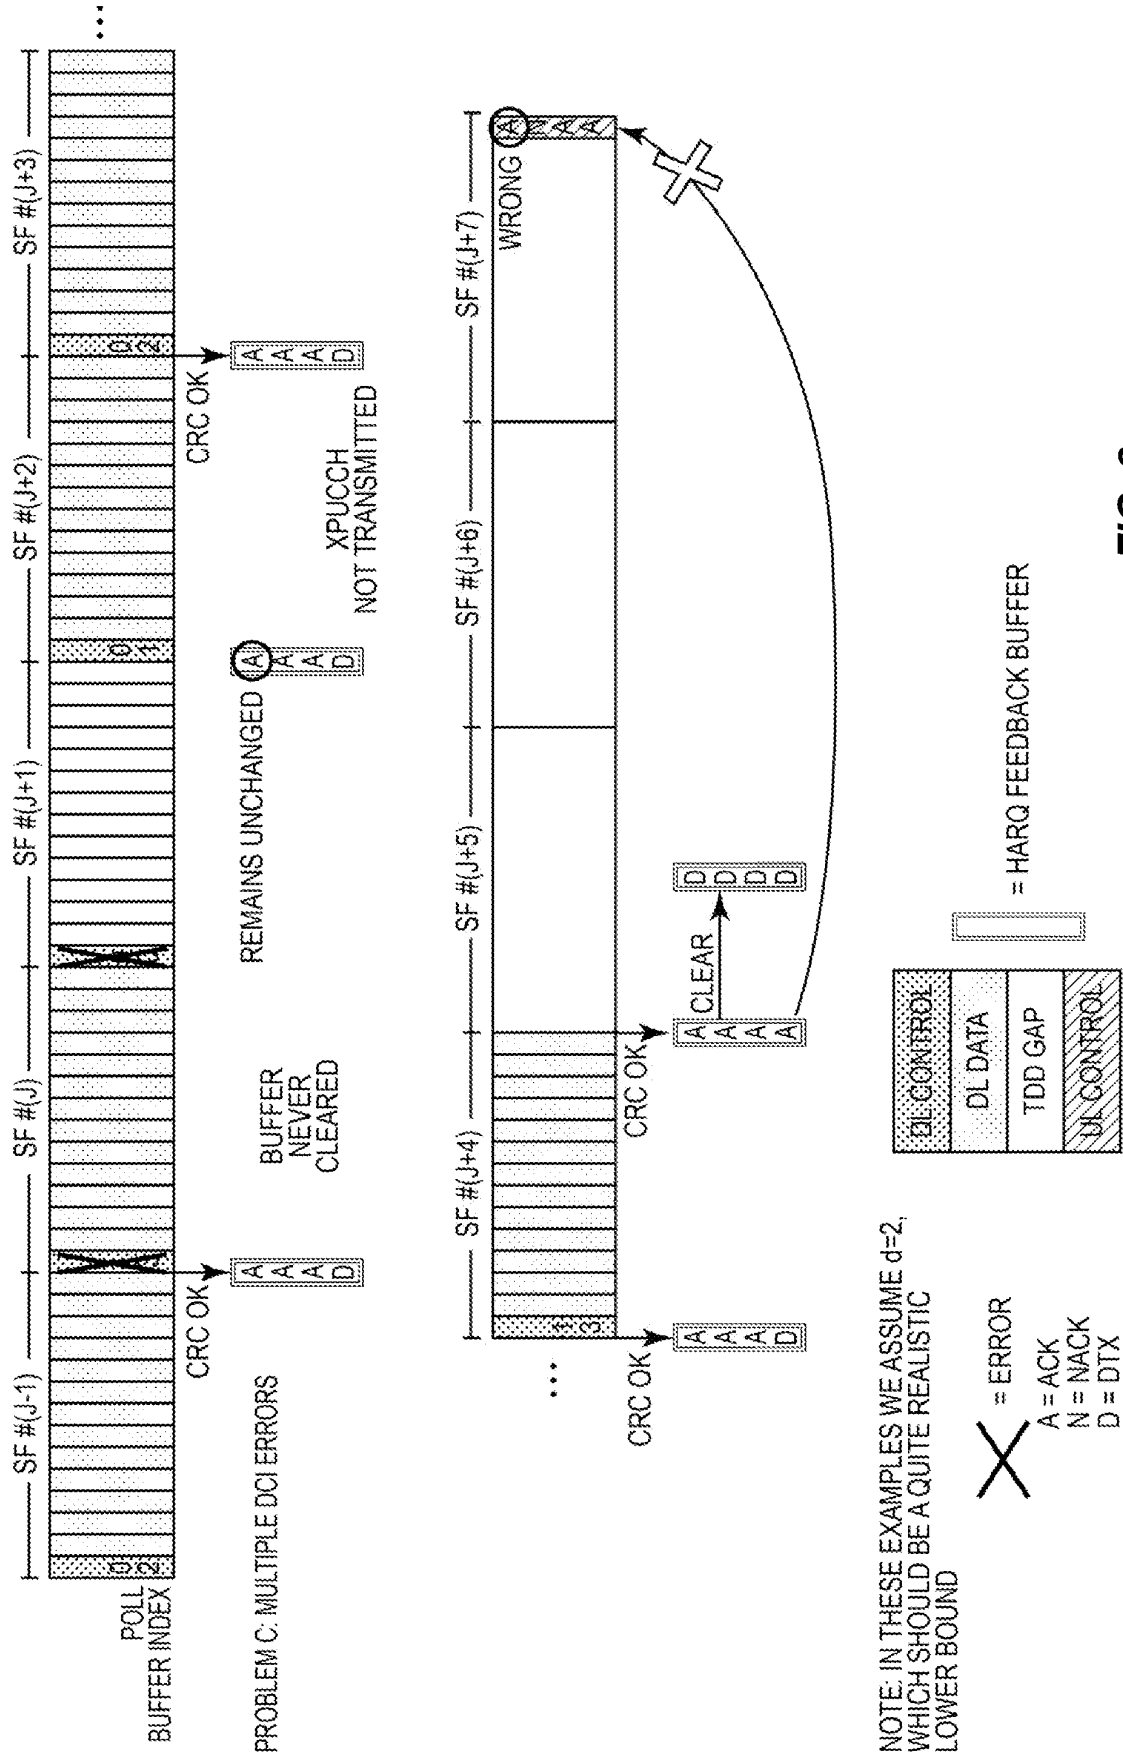 SF #(J-1)
SF #(J)
SF #(J+1)
SF #(J+2)
SF #(J+3)
...
POLL
BUFFER INDEX
0
2
0
1
0
2
CRC OK
A
A
A
D
BUFFER
NEVER
CLEARED
REMAINS UNCHANGED
A
A
A
D
XPUCCH
NOT TRANSMITTED
CRC OK
A
A
A
D
PROBLEM C: MULTIPLE DCI ERRORS
SF #(J+4)
SF #(J+5)
SF #(J+6)
SF #(J+7)
...
1
3
WRONG
A
N
A
A
CRC OK
A
A
A
D
CRC OK
A
A
A
A
CLEAR
D
D
D
D
NOTE: IN THESE EXAMPLES WE ASSUME d=2,
WHICH SHOULD BE A QUITE REALISTIC
LOWER BOUND
= ERROR
A = ACK
N = NACK
D = DTX
DL CONTROL
DL DATA
TDD GAP
UL CONTROL
= HARQ FEEDBACK BUFFER